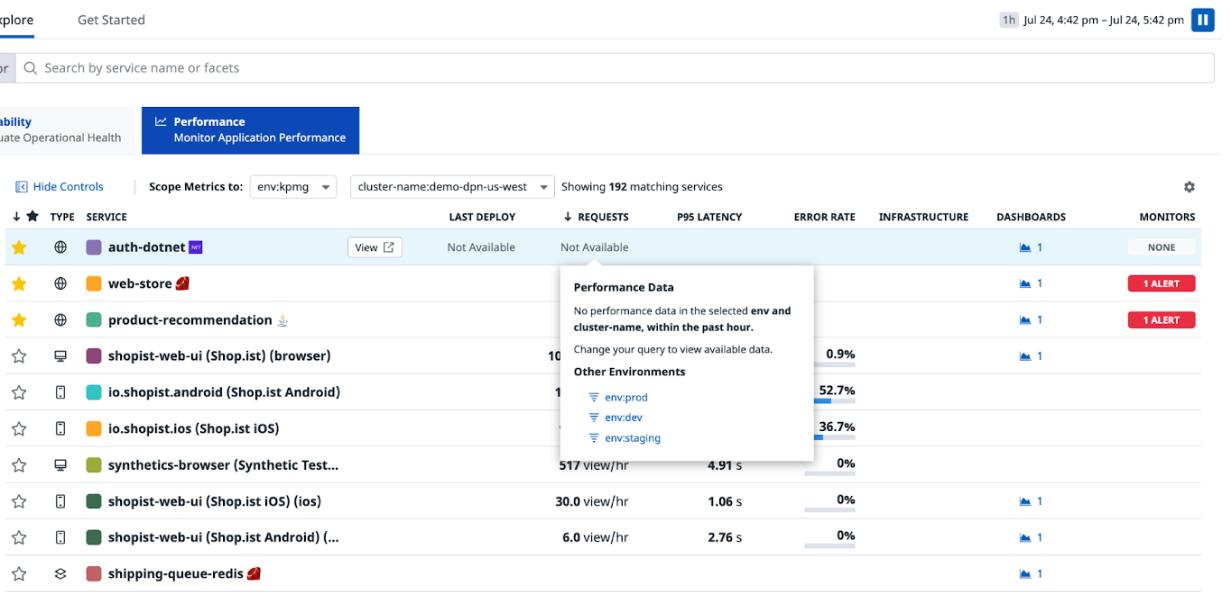 xplore Get Started 1h Jul 24, 4:42 pm – Jul 24, 5:42 pm
or Search by service name or facets
ability Performance
uate Operational Health Monitor Application Performance
Hide Controls Scope Metrics to: env:kpmg cluster-name:demo-dpn-us-west Showing 192 matching services
TYPE SERVICE LAST DEPLOY REQUESTS P95 LATENCY ERROR RATE INFRASTRUCTURE DASHBOARDS MONITORS
auth-dotnet View Not Available Not Available 1 NONE
web-store 1 1 ALERT
product-recommendation 1 1 ALERT
Performance Data
No performance data in the selected env and
cluster-name, within the past hour.
Change your query to view available data.
Other Environments
env:prod
env:dev
env:staging
shopist-web-ui (Shop.ist) (browser) 10 0.9% 1
io.shopist.android (Shop.ist Android) 1 52.7%
io.shopist.ios (Shop.ist iOS) 36.7%
synthetics-browser (Synthetic Test... 517 view/hr 4.91 s 0%
shopist-web-ui (Shop.ist iOS) (ios) 30.0 view/hr 1.06 s 0% 1
shopist-web-ui (Shop.ist Android) (... 6.0 view/hr 2.76 s 0% 1
shipping-queue-redis 1